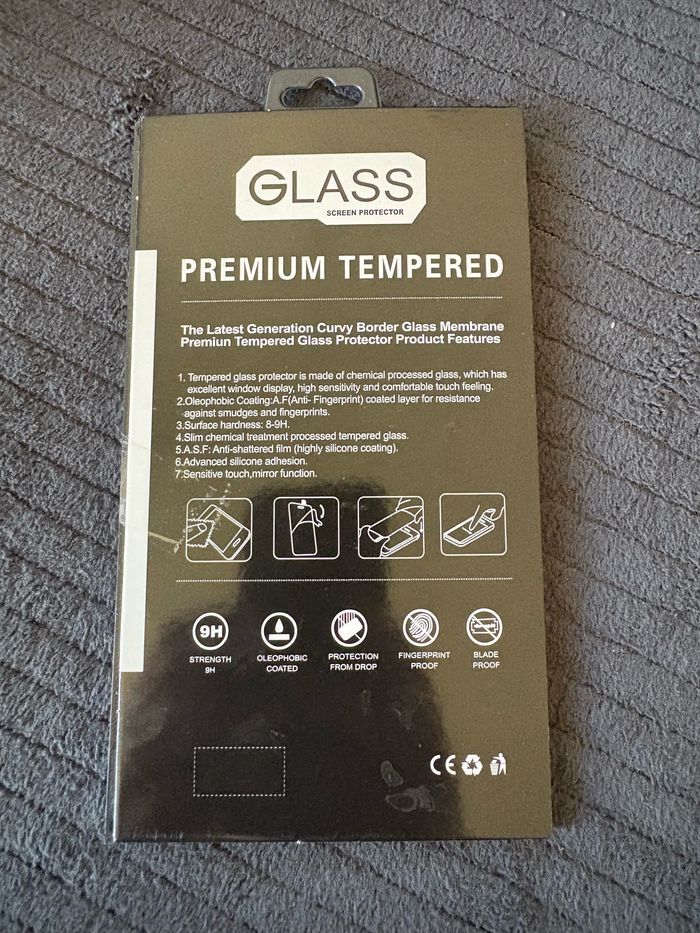 GLASS
SCREEN PROTECTOR
PREMIUM TEMPERED
The Latest Generation Curvy Border Glass Membrane
Premiun Tempered Glass Protector Product Features
1. Tempered glass protector is made of chemical processed glass, which has
excellent window display, high sensitivity and comfortable touch feeling.
2.Oleophobic Coating:A.F(Anti- Fingerprint) coated layer for resistance
against smudges and fingerprints.
3.Surface hardness: 8-9H.
4.Slim chemical treatment processed tempered glass.
5.A.S.F: Anti-shattered film (highly silicone coating).
6.Advanced silicone adhesion.
7.Sensitive touch,mirror function.
9H
STRENGTH
9H
OLEOPHOBIC
COATED
PROTECTION
FROM DROP
FINGERPRINT
PROOF
BLADE
PROOF
CE